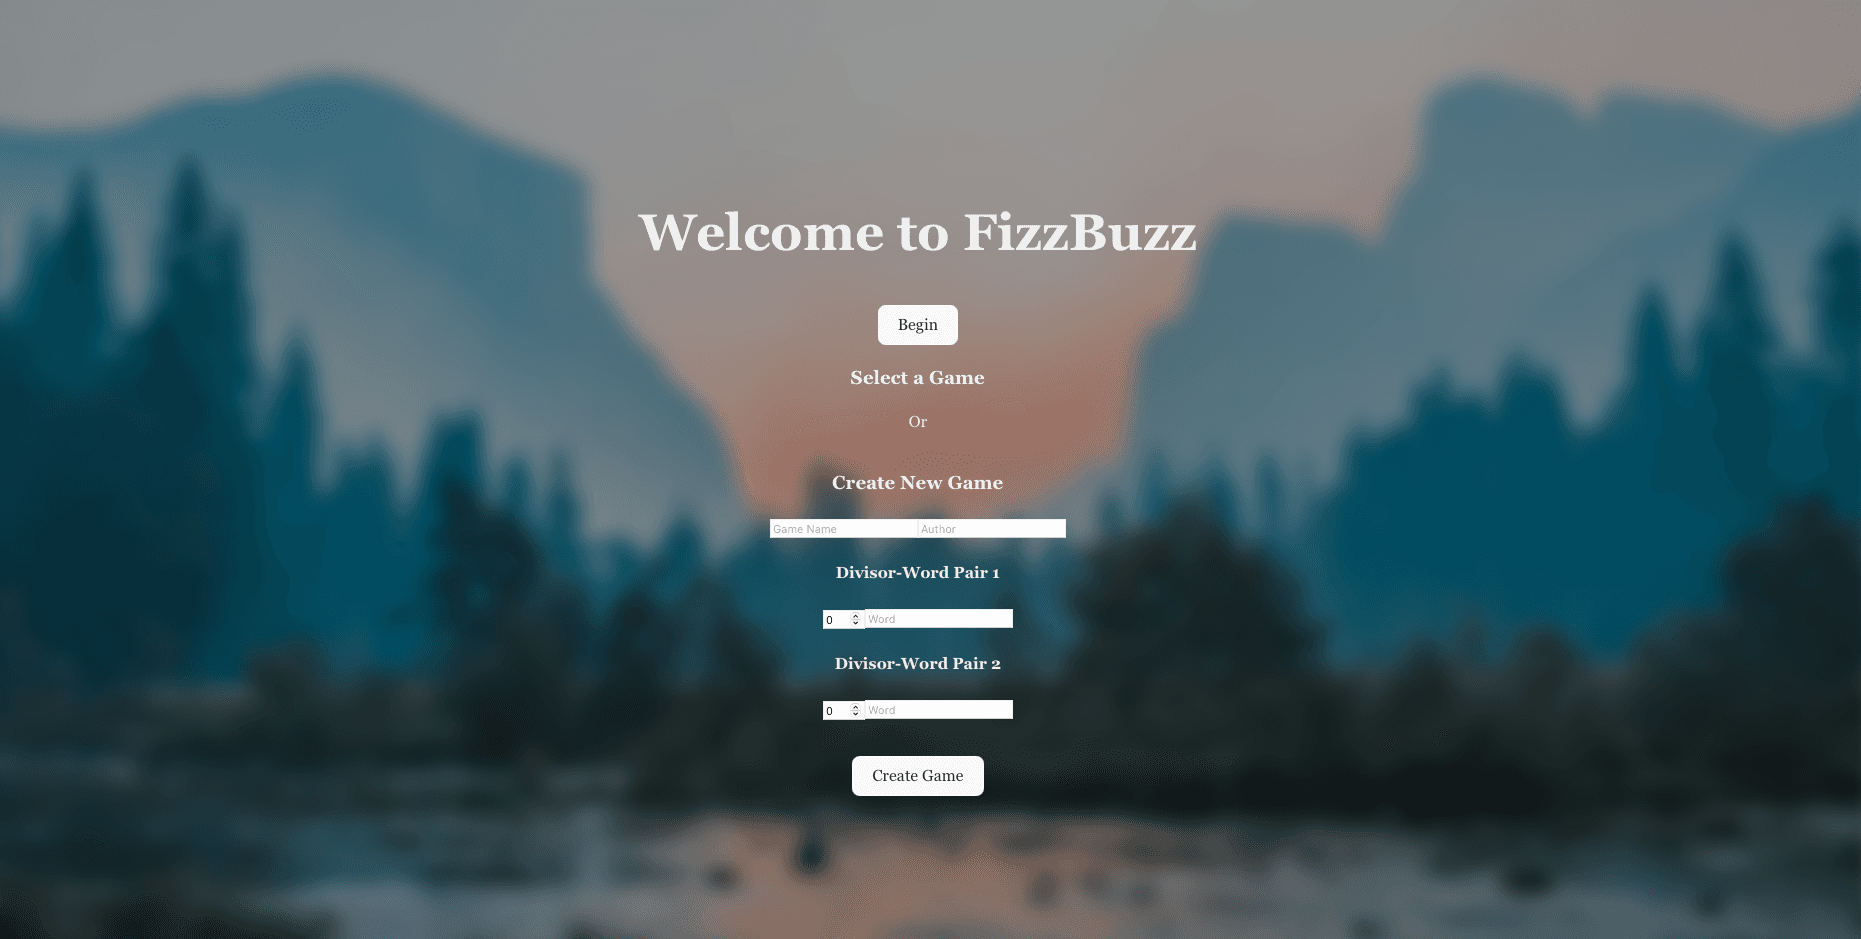 Welcome to FizzBuzz
Begin
Select a Game
Or
Create New Game
Game Name Author
Divisor-Word Pair 1
0 Word
Divisor-Word Pair 2
0 Word
Create Game